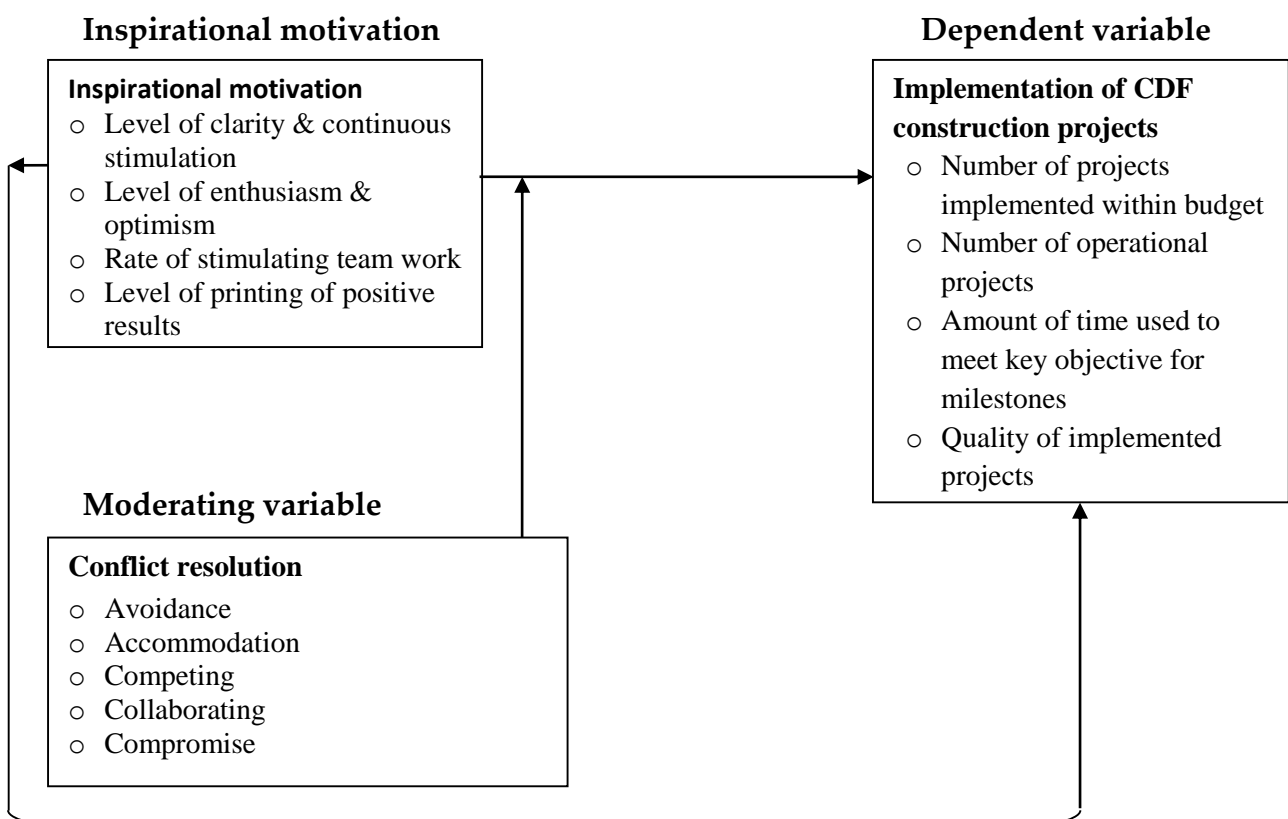 Inspirational motivation
Inspirational motivation
o Level of clarity & continuous
stimulation
o Level of enthusiasm &
optimism
o Rate of stimulating team work
o Level of printing of positive
results
Moderating variable
Conflict resolution
o Avoidance
o Accommodation
o Competing
o Collaborating
o Compromise
Dependent variable
Implementation of CDF
construction projects
o Number of projects
implemented within budget
o Number of operational
projects
o Amount of time used to
meet key objective for
milestones
o Quality of implemented
projects